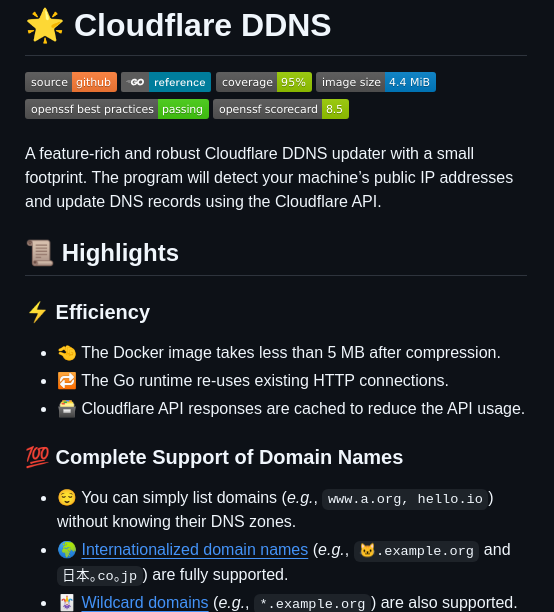 🌟 Cloudflare DDNS
source github GO reference coverage 95% image size 4.4 MiB
openssf best practices passing openssf scorecard 8.5
A feature-rich and robust Cloudflare DDNS updater with a small
footprint. The program will detect your machine’s public IP addresses
and update DNS records using the Cloudflare API.
📜 Highlights
⚡ Efficiency
• 🤏 The Docker image takes less than 5 MB after compression.
• 🔁 The Go runtime re-uses existing HTTP connections.
• 🗃️ Cloudflare API responses are cached to reduce the API usage.
💯 Complete Support of Domain Names
• 😌 You can simply list domains (e.g., www.a.org, hello.io)
without knowing their DNS zones.
• 🌍 Internationalized domain names (e.g., 🐱.example.org and
日本。co。jp) are fully supported.
• 🃏 Wildcard domains (e.g., *.example.org) are also supported.